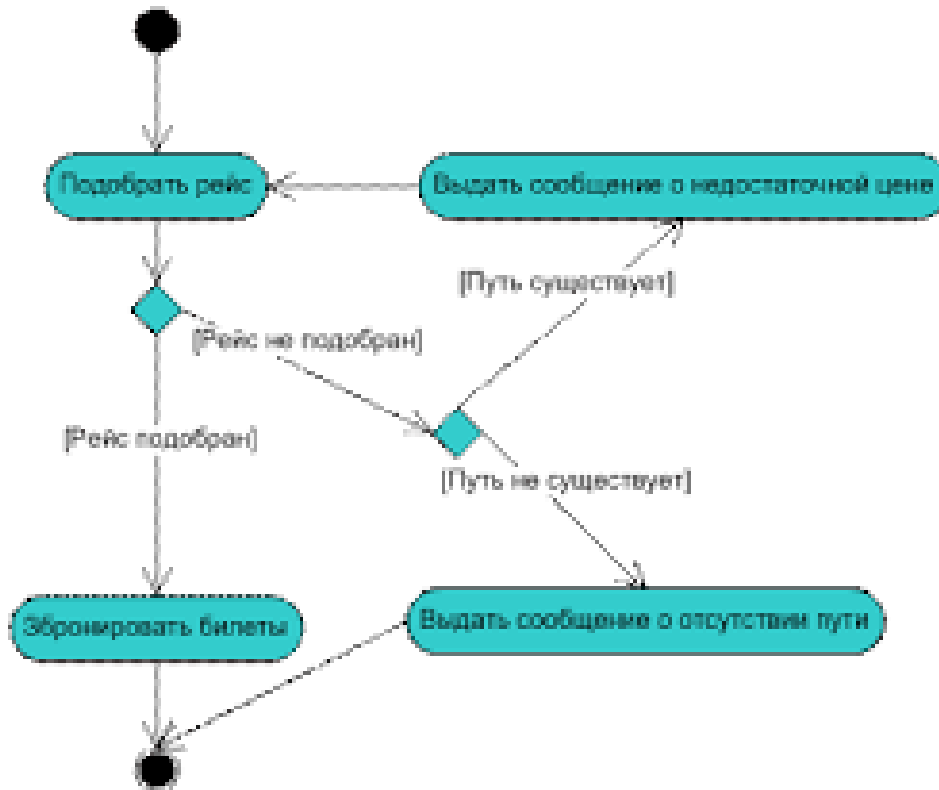 Подобрать рейс
Выдать сообщение о недостаточной цене
[Путь существует]
[Рейс не подобран]
[Рейс подобран]
[Путь не существует]
Збронировать билеты
Выдать сообщение о отсутствии пути